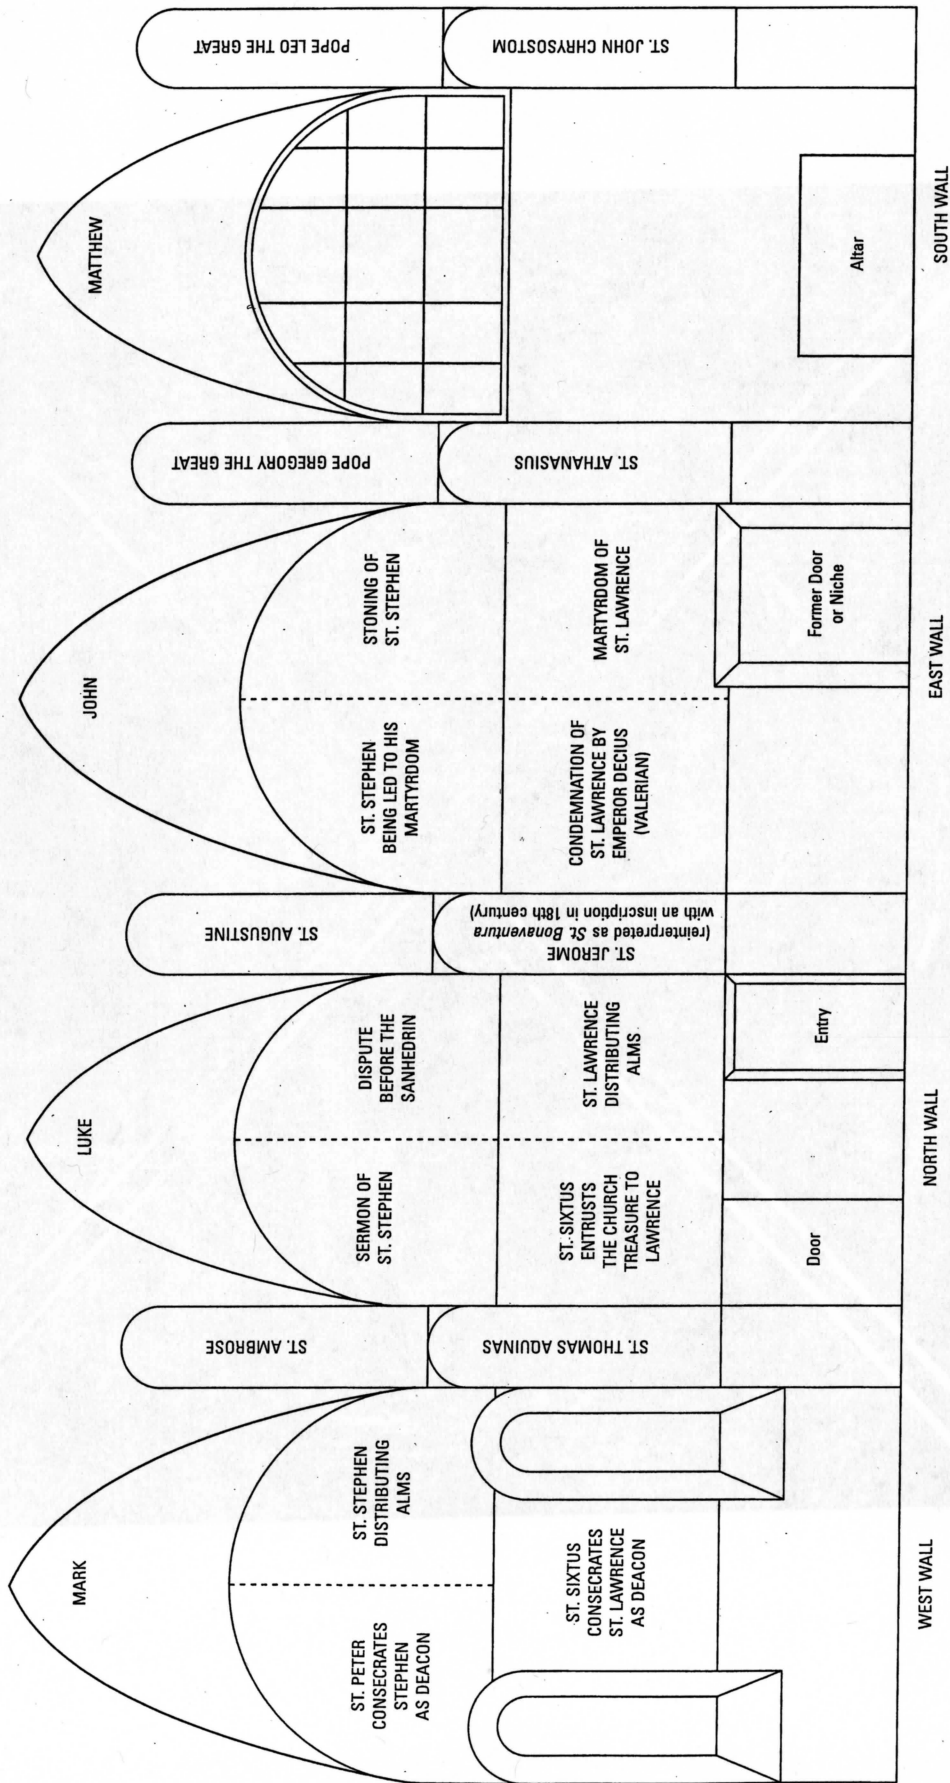 MARK
ST. PETER
CONSECRATES
STEPHEN
AS DEACON
ST. STEPHEN
DISTRIBUTING
ALMS
ST. SIXTUS
CONSECRATES
ST. LAWRENCE
AS DEACON
WEST WALL
ST. AMBROSE
ST. THOMAS AQUINAS
LUKE
SERMON OF
ST. STEPHEN
DISPUTE
BEFORE THE
SANHEDRIN
ST. SIXTUS
ENTRUSTS
THE CHURCH
TREASURE TO
LAWRENCE
ST. LAWRENCE
DISTRIBUTING
ALMS
Door
Entry
NORTH WALL
ST. AUGUSTINE
ST. JEROME
(reinterpreted as St. Bonaventura
with an inscription in 18th century)
JOHN
ST. STEPHEN
BEING LED TO HIS
MARTYRDOM
STONING OF
ST. STEPHEN
CONDEMNATION OF
ST. LAWRENCE BY
EMPEROR DECIUS
(VALERIAN)
MARTYRDOM OF
ST. LAWRENCE
Former Door
or Niche
EAST WALL
POPE GREGORY THE GREAT
ST. ATHANASIUS
MATTHEW
Altar
SOUTH WALL
POPE LEO THE GREAT
ST. JOHN CHRYSOSTOM